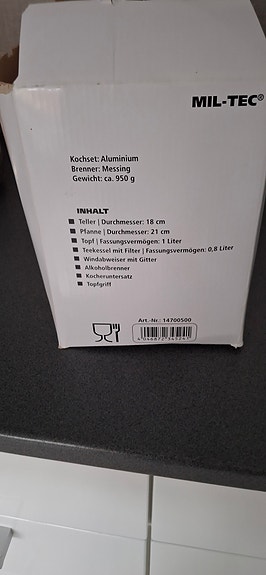 MIL-TEC®
Kochset: Aluminium
Brenner: Messing
Gewicht: ca. 950 g
INHALT
Teller | Durchmesser: 18 cm
Pfanne | Durchmesser: 21 cm
Topf | Fassungsvermögen: 1 Liter
Teekessel mit Filter | Fassungsvermögen: 0,8 Liter
Windabweiser mit Gitter
Alkoholbrenner
Kocheruntersatz
Topfgriff
Art.-Nr.: 14700500